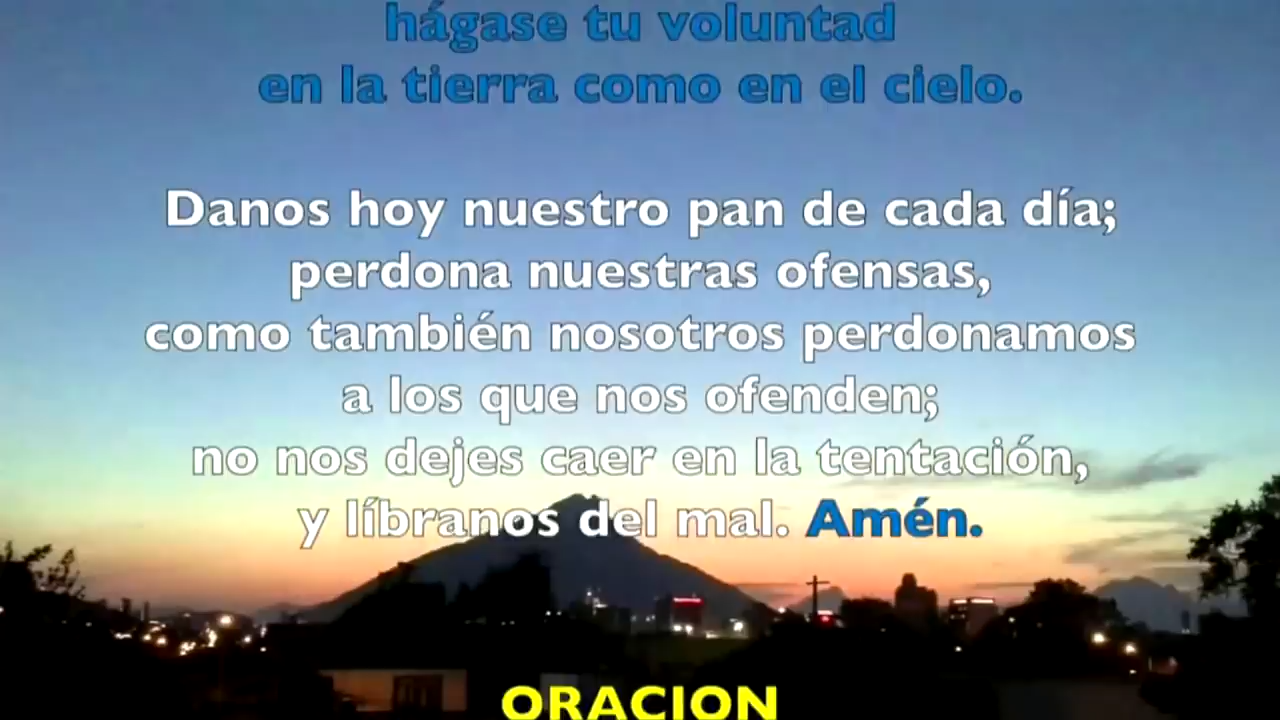 hágase tu voluntad
en la tierra como en el cielo.
Danos hoy nuestro pan de cada día;
perdona nuestras ofensas,
como también nosotros perdonamos
a los que nos ofenden;
no nos dejes caer en la tentación,
y líbranos del mal. Amén.
ORACION